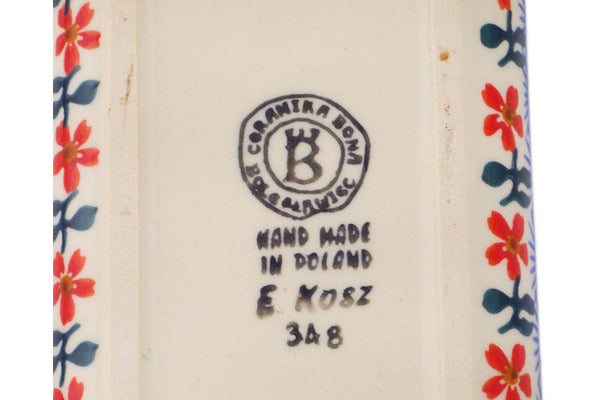 CERAMIKA BONA
BOLESŁAWIEC
B
HAND MADE
IN POLAND
E KOSZ
348